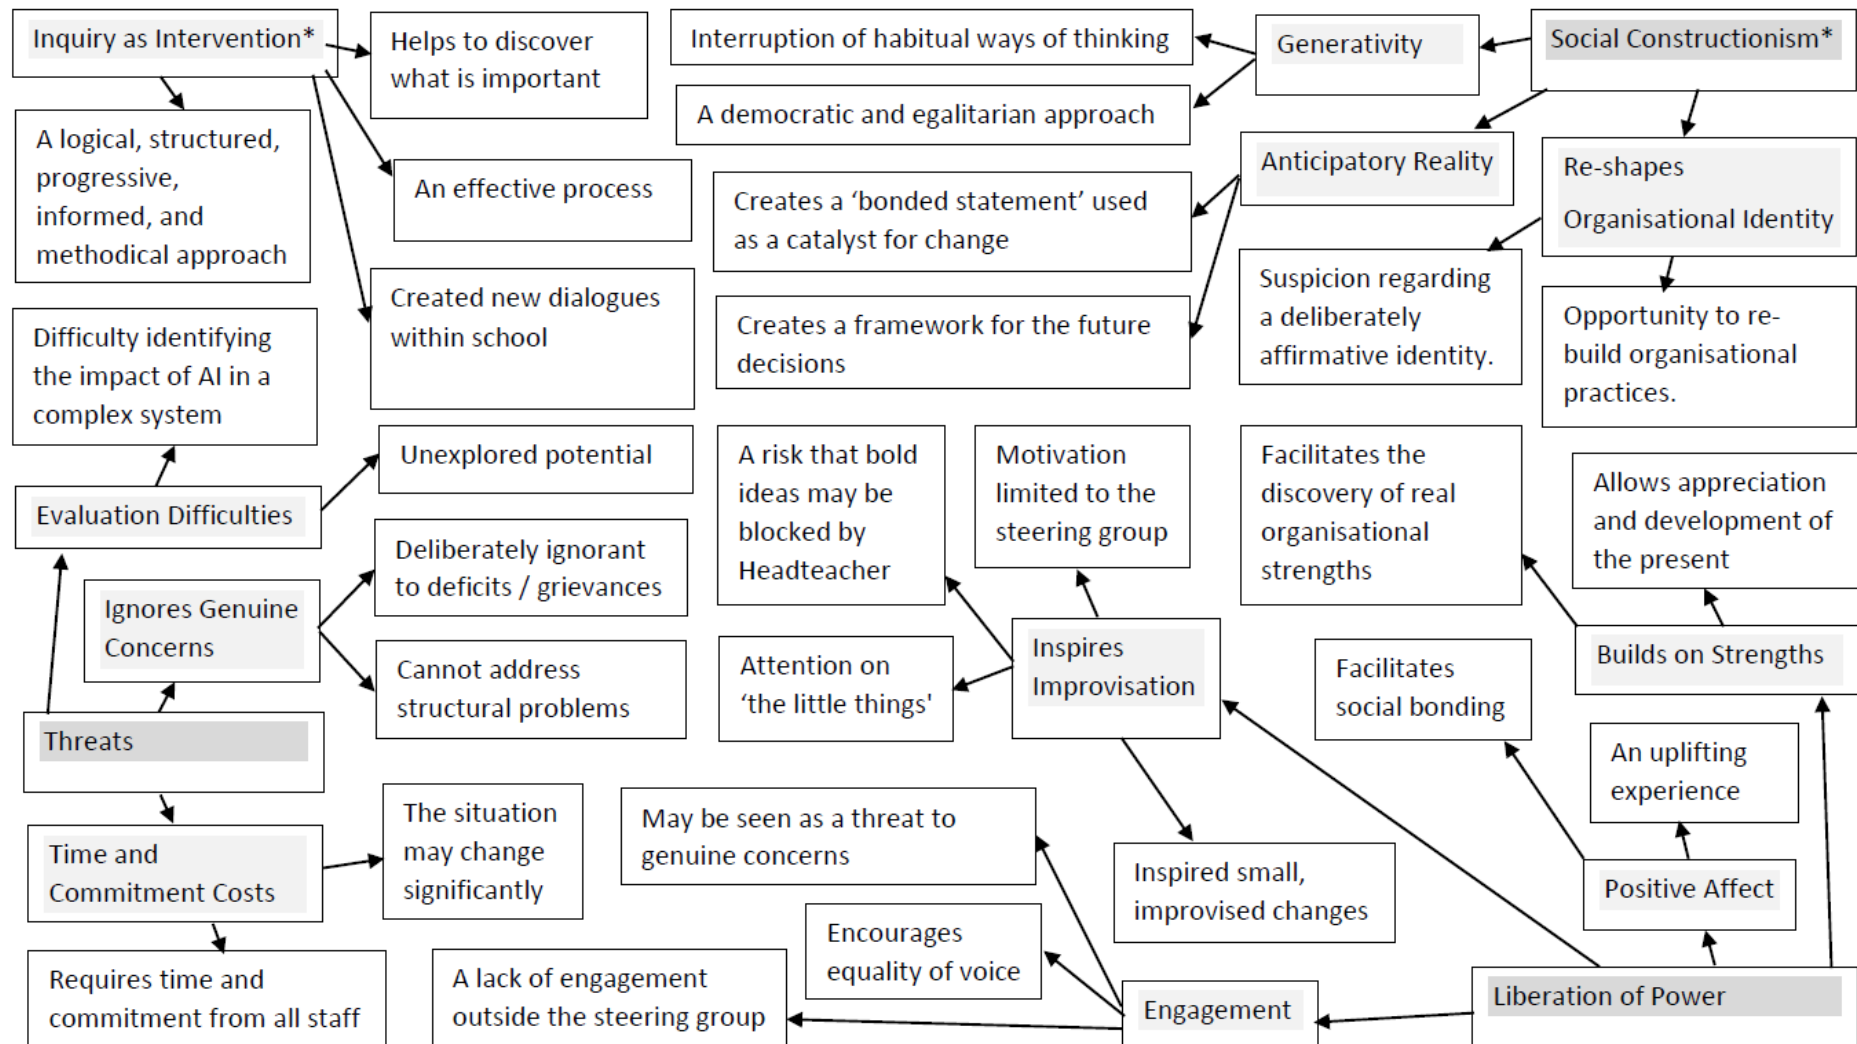 Inquiry as Intervention*
Helps to discover
what is important
Interruption of habitual ways of thinking
Generativity
Social Constructionism*
A democratic and egalitarian approach
A logical, structured,
progressive,
informed, and
methodical approach
An effective process
Anticipatory Reality
Re-shapes
Organisational Identity
Creates a ‘bonded statement’ used
as a catalyst for change
Created new dialogues
within school
Creates a framework for the future
decisions
Suspicion regarding
a deliberately
affirmative identity.
Opportunity to re-
build organisational
practices.
Difficulty identifying
the impact of AI in a
complex system
Unexplored potential
Evaluation Difficulties
A risk that bold
ideas may be
blocked by
Headteacher
Motivation
limited to the
steering group
Facilitates the
discovery of real
organisational
strengths
Allows appreciation
and development of
the present
Deliberately ignorant
to deficits / grievances
Ignores Genuine
Concerns
Cannot address
structural problems
Attention on
‘the little things'
Inspires
Improvisation
Facilitates
social bonding
Builds on Strengths
Threats
An uplifting
experience
The situation
may change
significantly
May be seen as a threat to
genuine concerns
Time and
Commitment Costs
Inspired small,
improvised changes
Positive Affect
Encourages
equality of voice
Requires time and
commitment from all staff
A lack of engagement
outside the steering group
Engagement
Liberation of Power